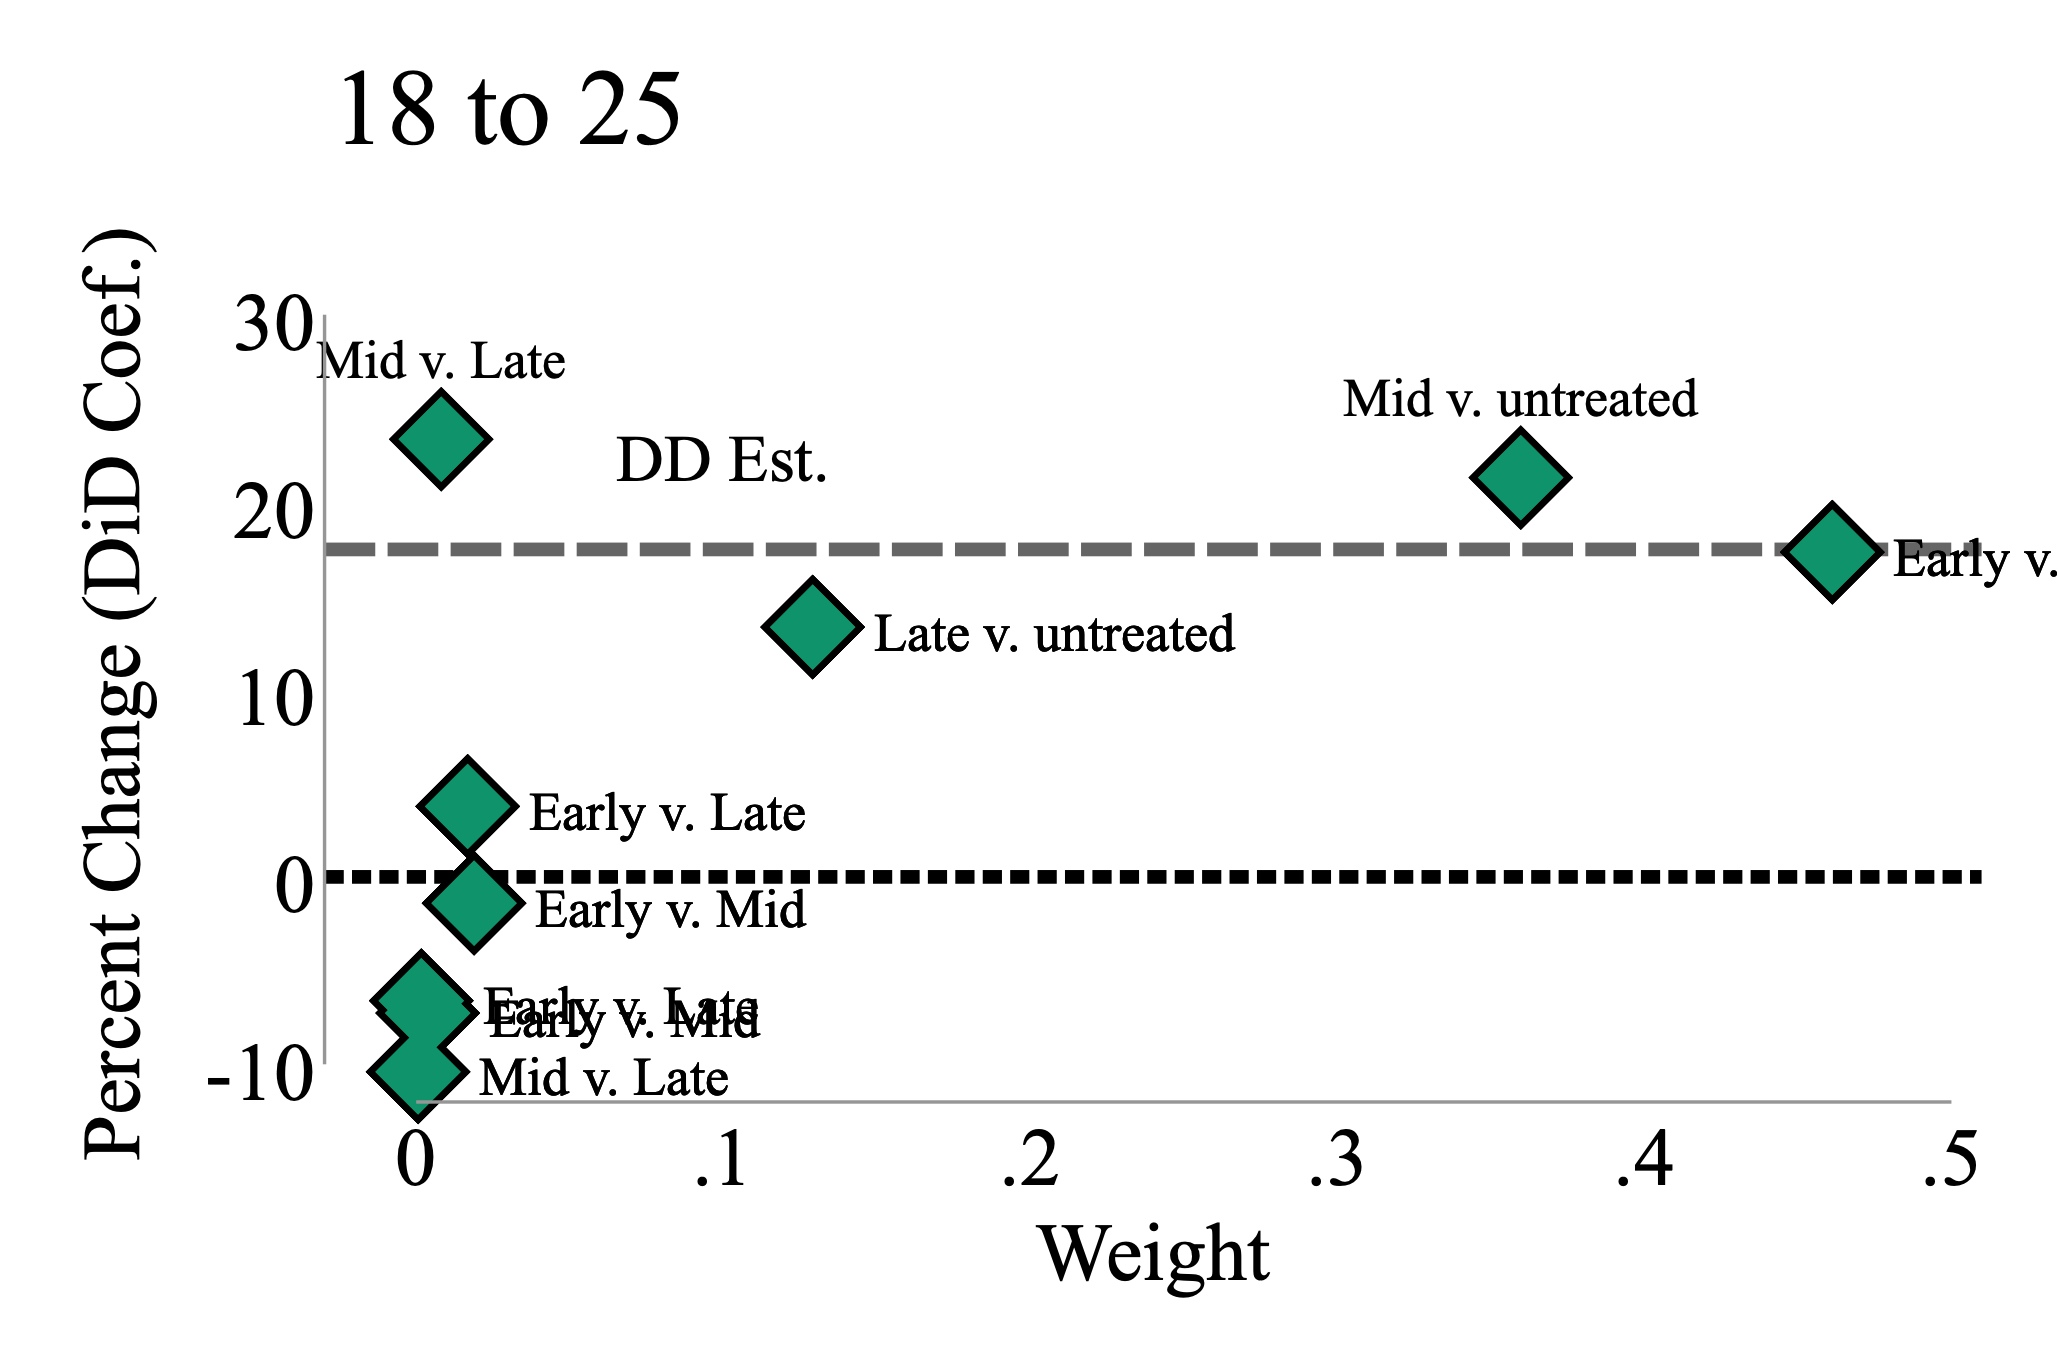 18 to 25
Percent Change (DiD Coef.)
30
Mid v. Late
Mid v. untreated
DD Est.
20
Early v.
Late v. untreated
10
Early v. Late
0
Early v. Mid
Early v. Late
Early v. Mid
-10
Mid v. Late
0 .1 .2 .3 .4 .5
Weight